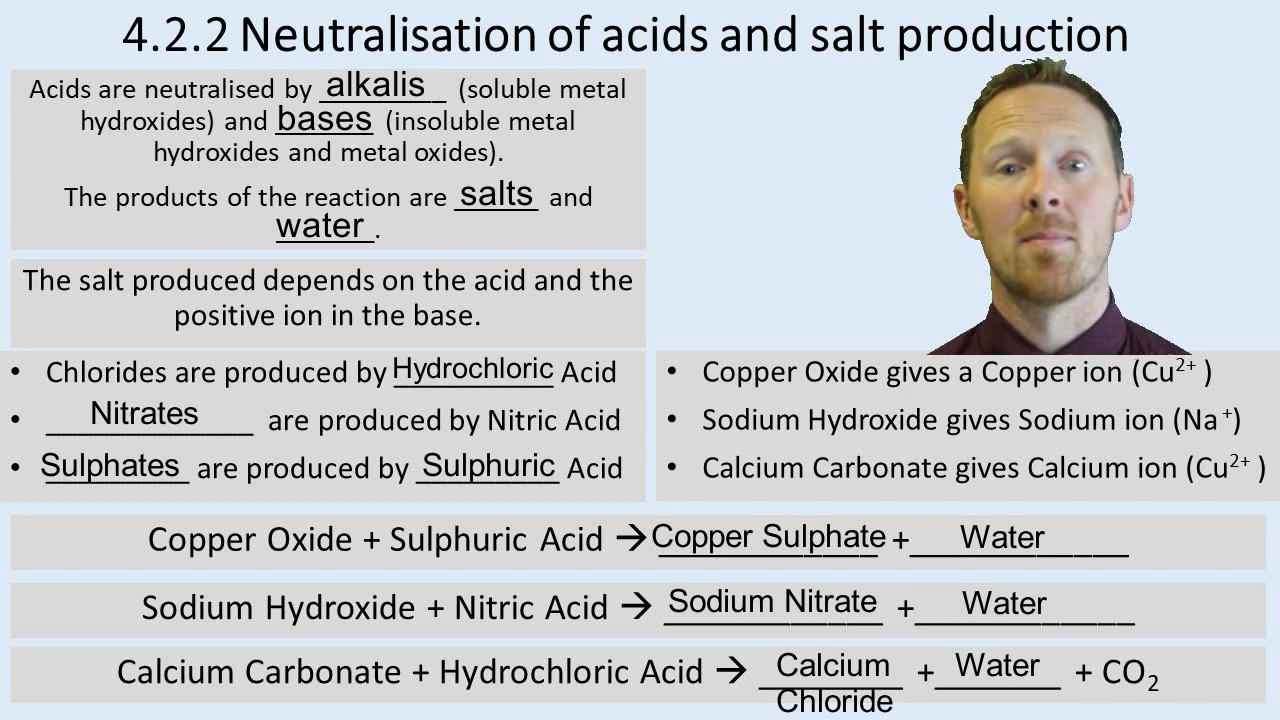 4.2.2 Neutralisation of acids and salt production
Acids are neutralised by alkalis (soluble metal
hydroxides) and bases (insoluble metal
hydroxides and metal oxides).
The products of the reaction are salts and
water.
The salt produced depends on the acid and the
positive ion in the base.
• Chlorides are produced by Hydrochloric Acid
• Nitrates are produced by Nitric Acid
• Sulphates are produced by Sulphuric Acid
• Copper Oxide gives a Copper ion (Cu²⁺ )
• Sodium Hydroxide gives Sodium ion (Na⁺)
• Calcium Carbonate gives Calcium ion (Cu²⁺ )
Copper Oxide + Sulphuric Acid → Copper Sulphate + Water
Sodium Hydroxide + Nitric Acid → Sodium Nitrate + Water
Calcium Carbonate + Hydrochloric Acid → Calcium Chloride + Water + CO₂